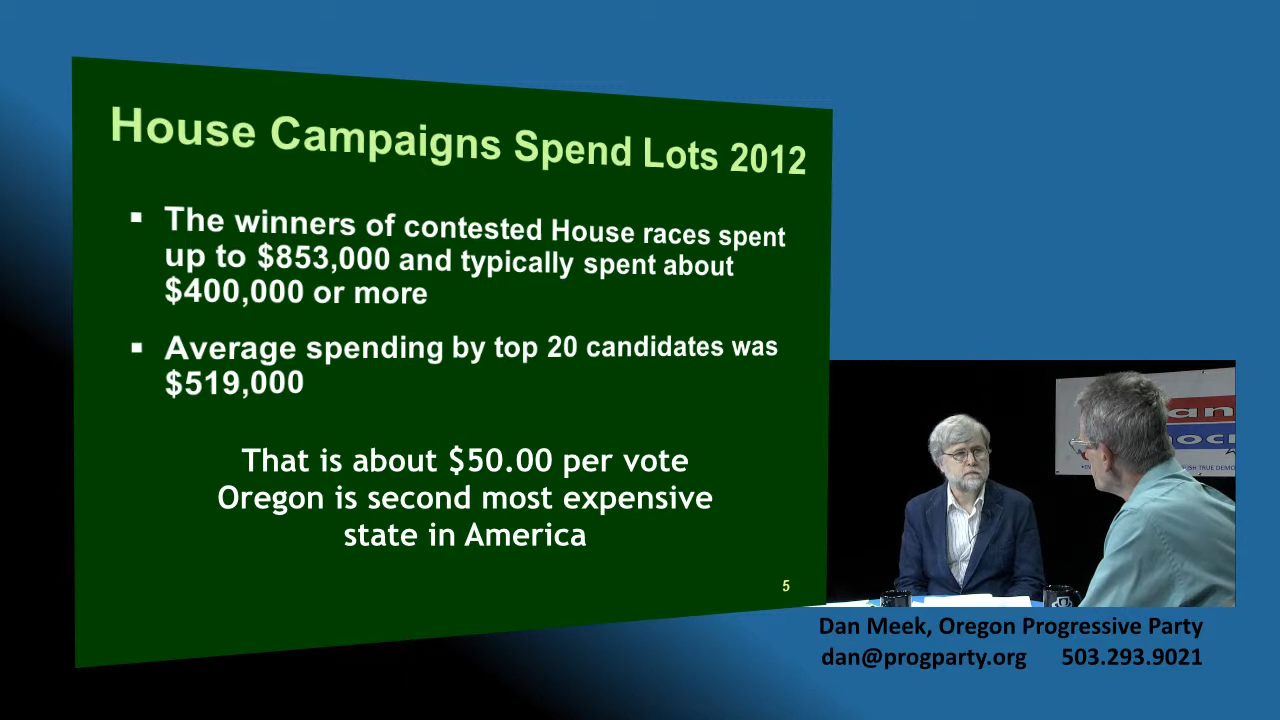 House Campaigns Spend Lots 2012
▪ The winners of contested House races spent
up to $853,000 and typically spent about
$400,000 or more
▪ Average spending by top 20 candidates was
$519,000
That is about $50.00 per vote
Oregon is second most expensive
state in America
5
Dan Meek, Oregon Progressive Party
dan@progparty.org 503.293.9021